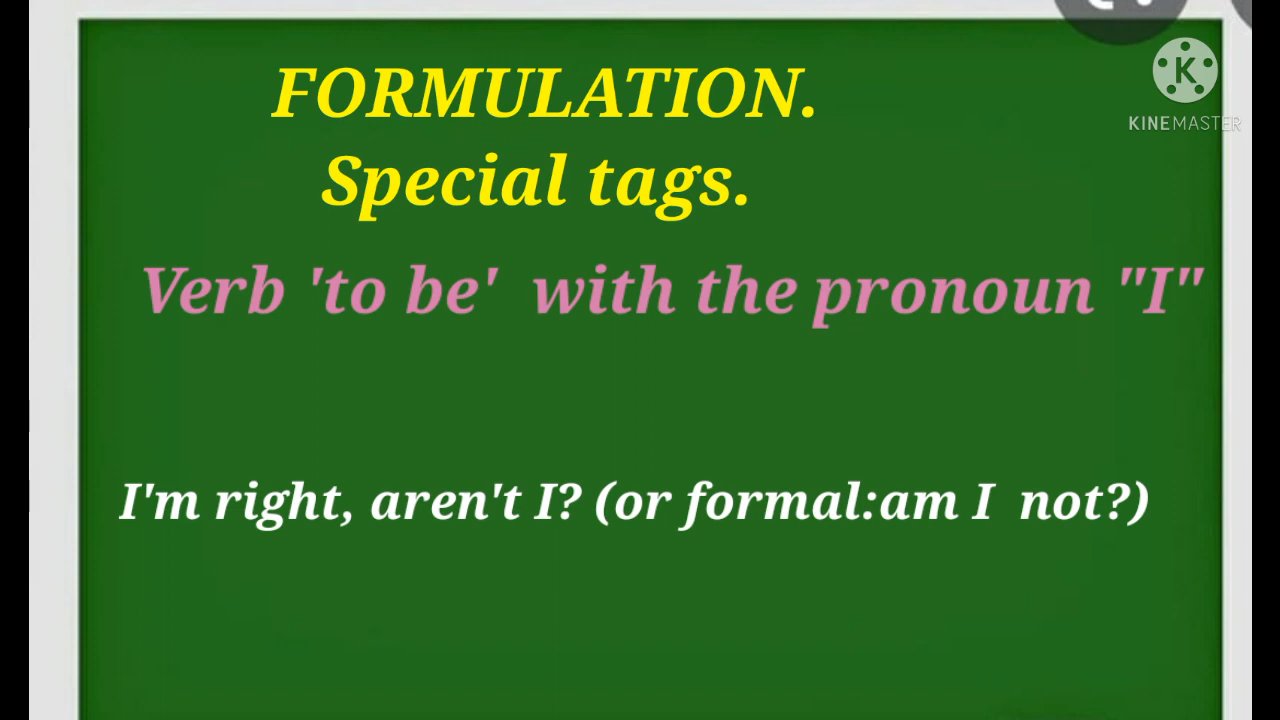 FORMULATION.
Special tags.
Verb 'to be' with the pronoun "I"
I'm right, aren't I? (or formal:am I not?)
K
KINEMASTER